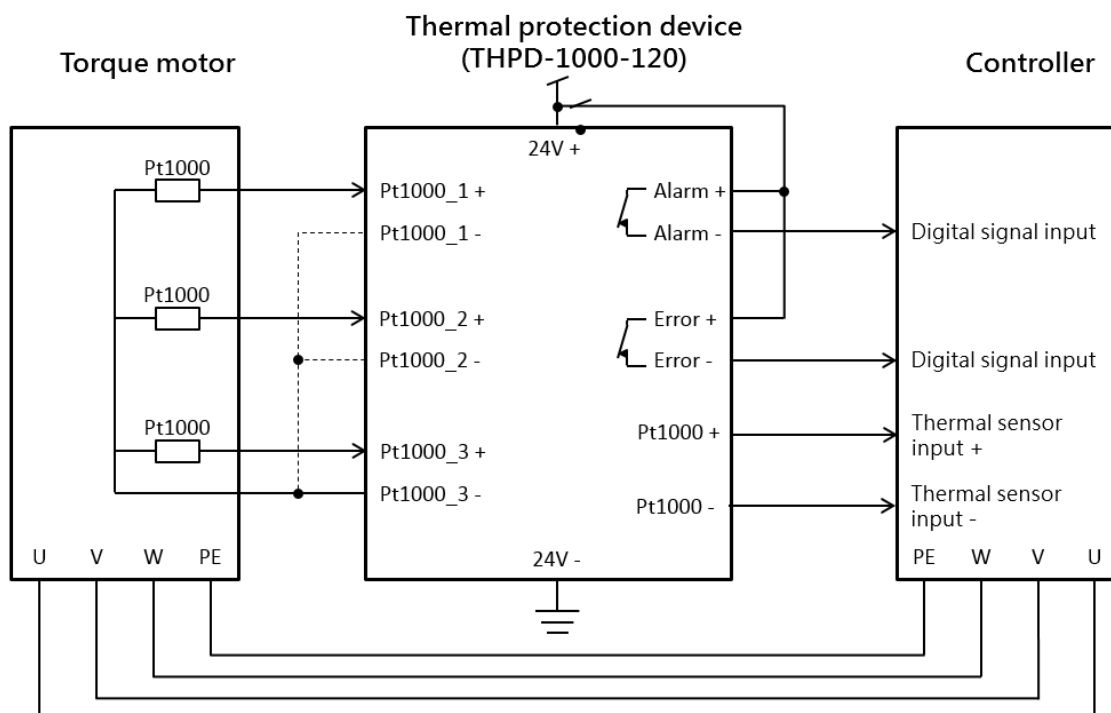 Thermal protection device
(THPD-1000-120)
Torque motor
Controller
24V +
Pt1000
Pt1000_1 +
Alarm +
Pt1000_1 -
Alarm -
Digital signal input
Pt1000
Pt1000_2 +
Error +
Pt1000_2 -
Error -
Digital signal input
Pt1000
Pt1000 +
Thermal sensor
input +
Pt1000_3 +
Pt1000_3 -
Pt1000 -
Thermal sensor
input -
U V W PE
24V -
PE W V U